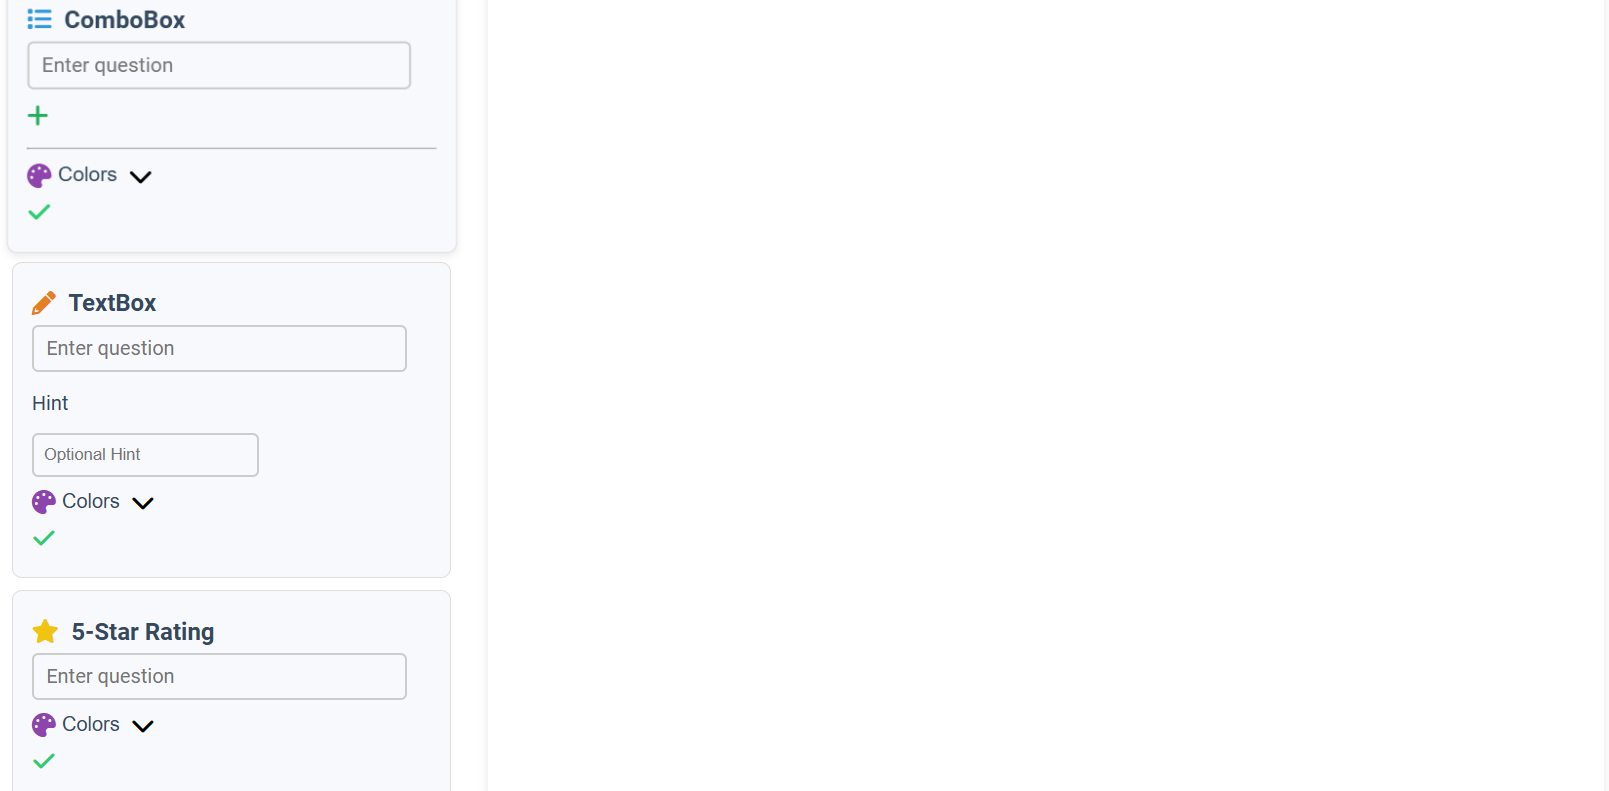 ComboBox
Enter question
Colors
TextBox
Enter question
Hint
Optional Hint
Colors
5-Star Rating
Enter question
Colors